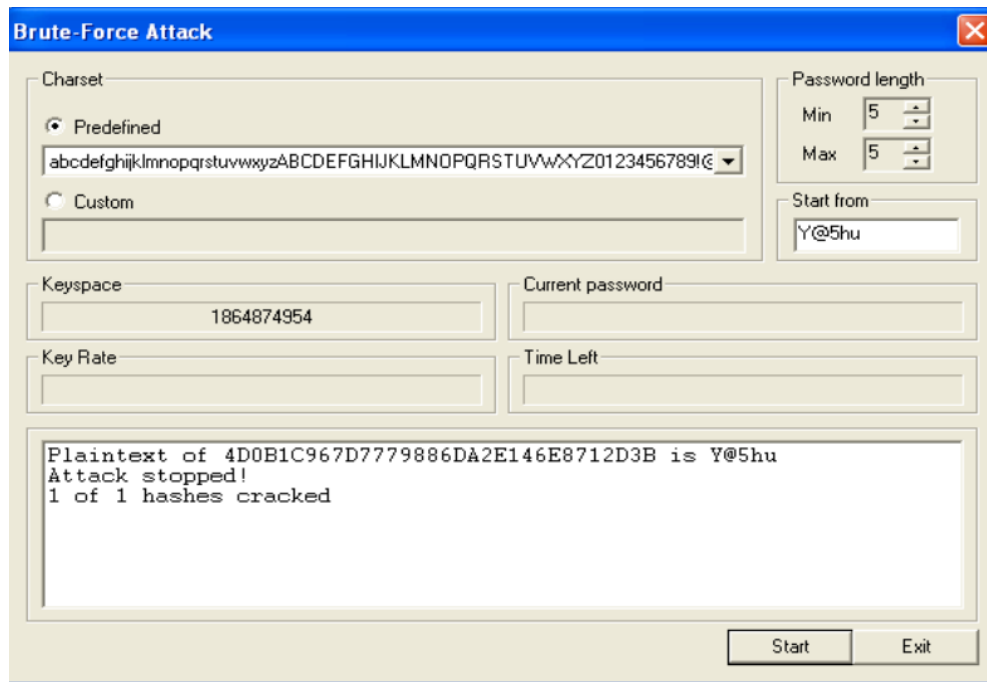 Brute-Force Attack
Charset
Predefined
abcdefghijklmnopqrstuvwxyzABCDEFGHIJKLMNOPQRSTUVWXYZ0123456789!@
Custom
Password length
Min 5
Max 5
Start from
Y@5hu
Keyspace
1864874954
Current password
Key Rate
Time Left
Plaintext of 4D0B1C967D7779886DA2E146E8712D3B is Y@5hu
Attack stopped!
1 of 1 hashes cracked
Start
Exit